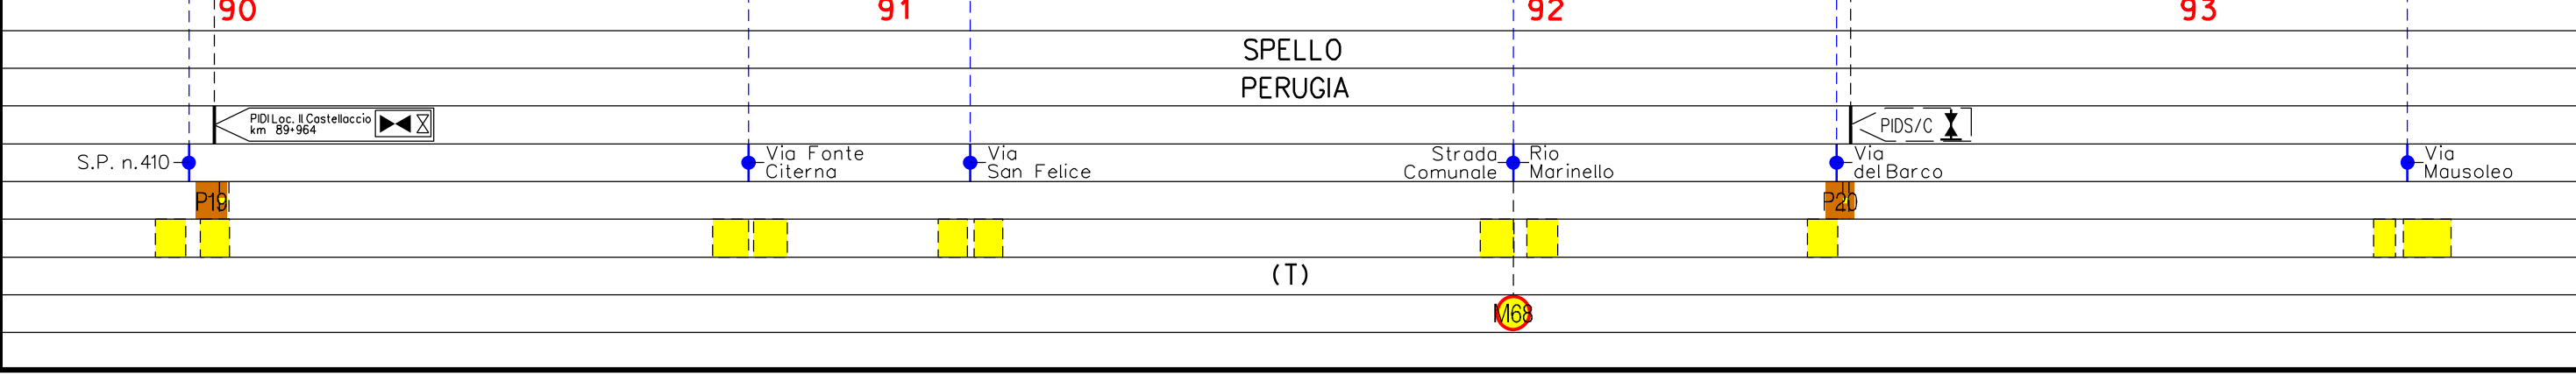 90 91 92 93
SPELLO
PERUGIA
PIDI Loc. Il Castellaccio
km 89+964
PIDS/C
S.P. n.410
Via Fonte
Citerna
Via
San Felice
Strada
Comunale
Rio
Marinello
Via
del Barco
Via
Mausoleo
P19 P20
(T)
M68